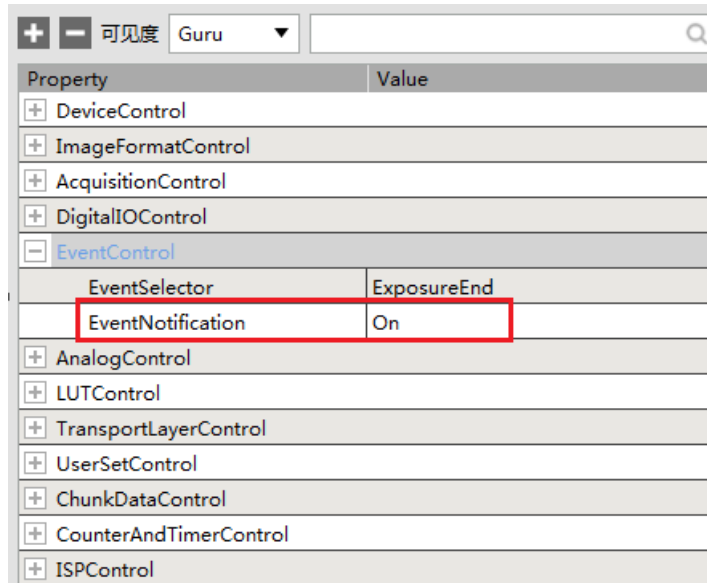 可见度 Guru
Property Value
DeviceControl
ImageFormatControl
AcquisitionControl
DigitalIOControl
EventControl
EventSelector ExposureEnd
EventNotification On
AnalogControl
LUTControl
TransportLayerControl
UserSetControl
ChunkDataControl
CounterAndTimerControl
ISPControl